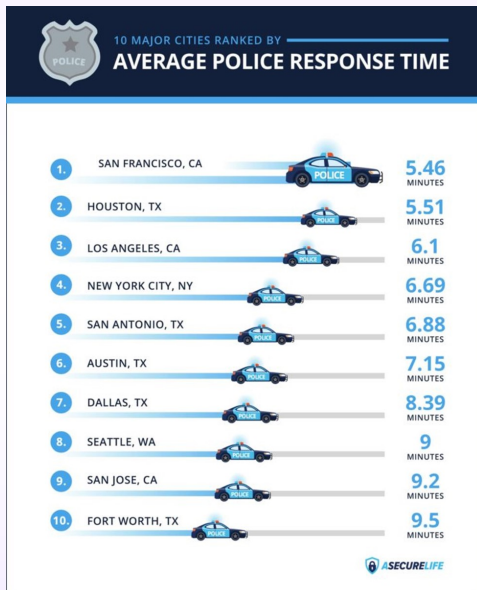 POLICE
10 MAJOR CITIES RANKED BY
AVERAGE POLICE RESPONSE TIME
1. SAN FRANCISCO, CA POLICE 5.46
MINUTES
2. HOUSTON, TX POLICE 5.51
MINUTES
3. LOS ANGELES, CA POLICE 6.1
MINUTES
4. NEW YORK CITY, NY POLICE 6.69
MINUTES
5. SAN ANTONIO, TX POLICE 6.88
MINUTES
6. AUSTIN, TX POLICE 7.15
MINUTES
7. DALLAS, TX POLICE 8.39
MINUTES
8. SEATTLE, WA POLICE 9
MINUTES
9. SAN JOSE, CA POLICE 9.2
MINUTES
10. FORT WORTH, TX POLICE 9.5
MINUTES
ASECURELIFE